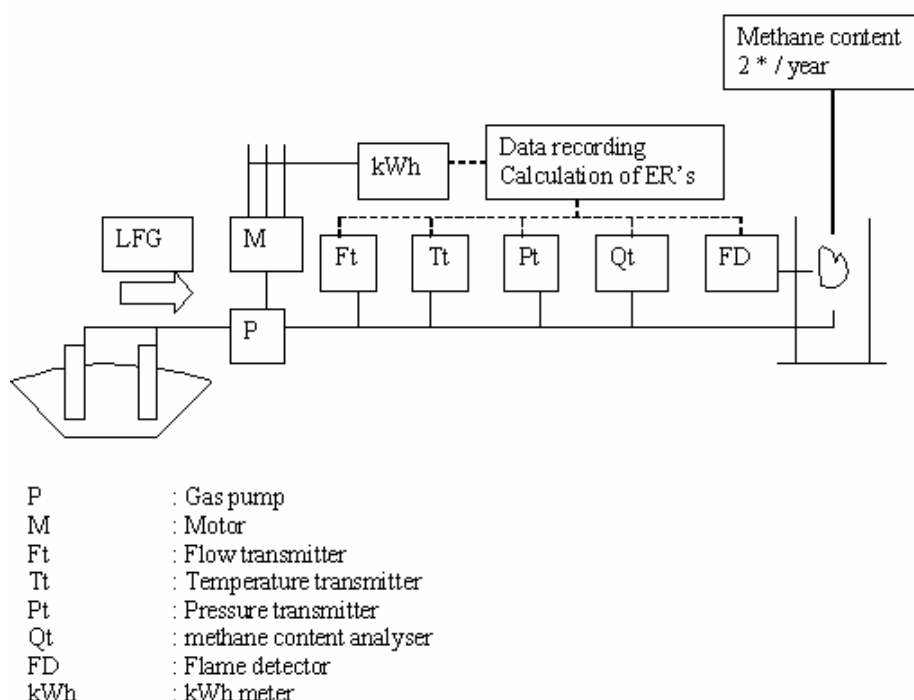 Methane content
2 * / year
Data recording
Calculation of ER's
kWh
LFG
M
Ft
Tt
Pt
Qt
FD
P
P : Gas pump
M : Motor
Ft : Flow transmitter
Tt : Temperature transmitter
Pt : Pressure transmitter
Qt : methane content analyser
FD : Flame detector
kWh : kWh meter